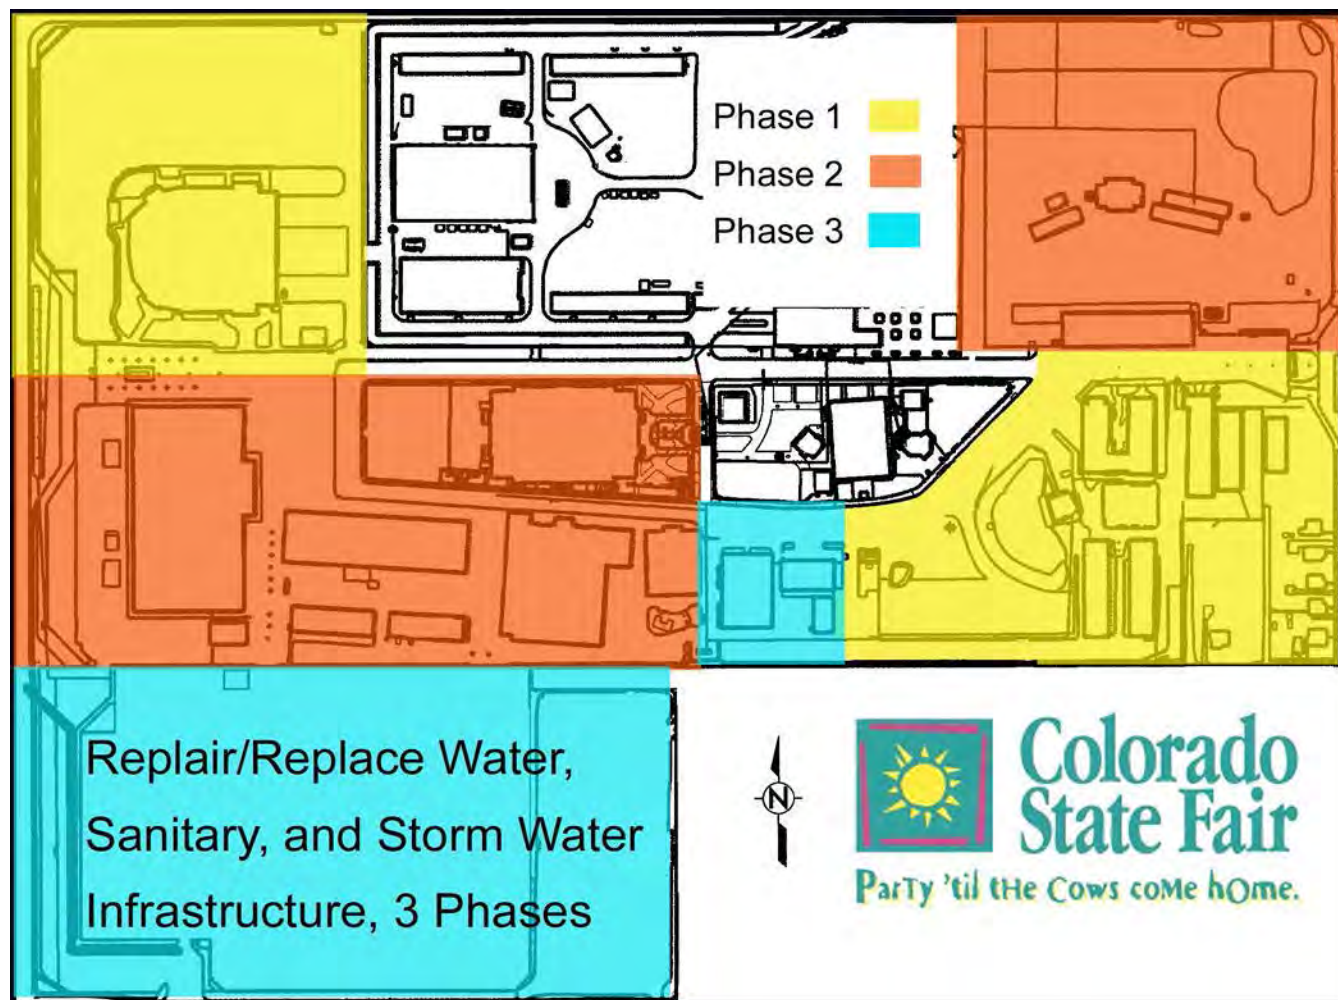 Phase 1
Phase 2
Phase 3
Replair/Replace Water,
Sanitary, and Storm Water
Infrastructure, 3 Phases
N
Colorado
State Fair
ParTy 'til tHe Cows coMe hOme.